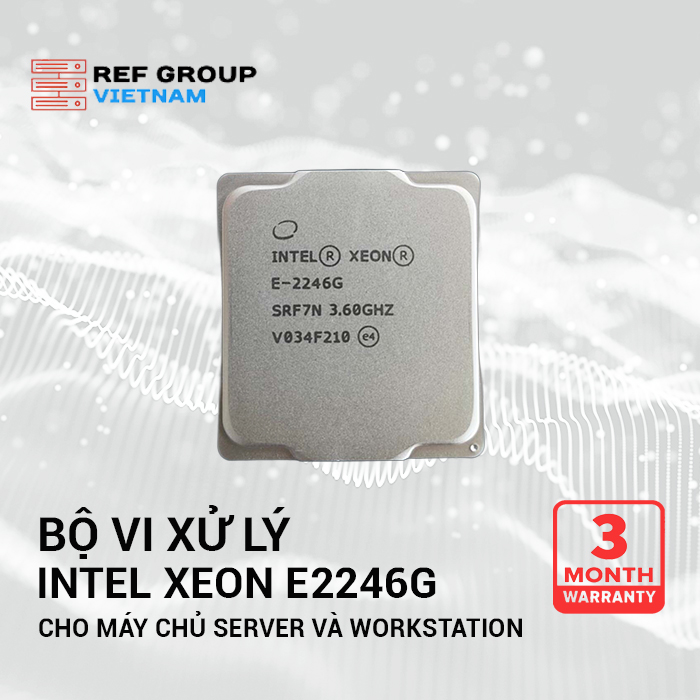 REF GROUP
VIETNAM
INTEL® XEON®
E-2246G
SRF7N 3.60GHZ
V034F210 e4
BỘ VI XỬ LÝ
INTEL XEON E2246G
CHO MÁY CHỦ SERVER VÀ WORKSTATION
3
MONTH
WARRANTY